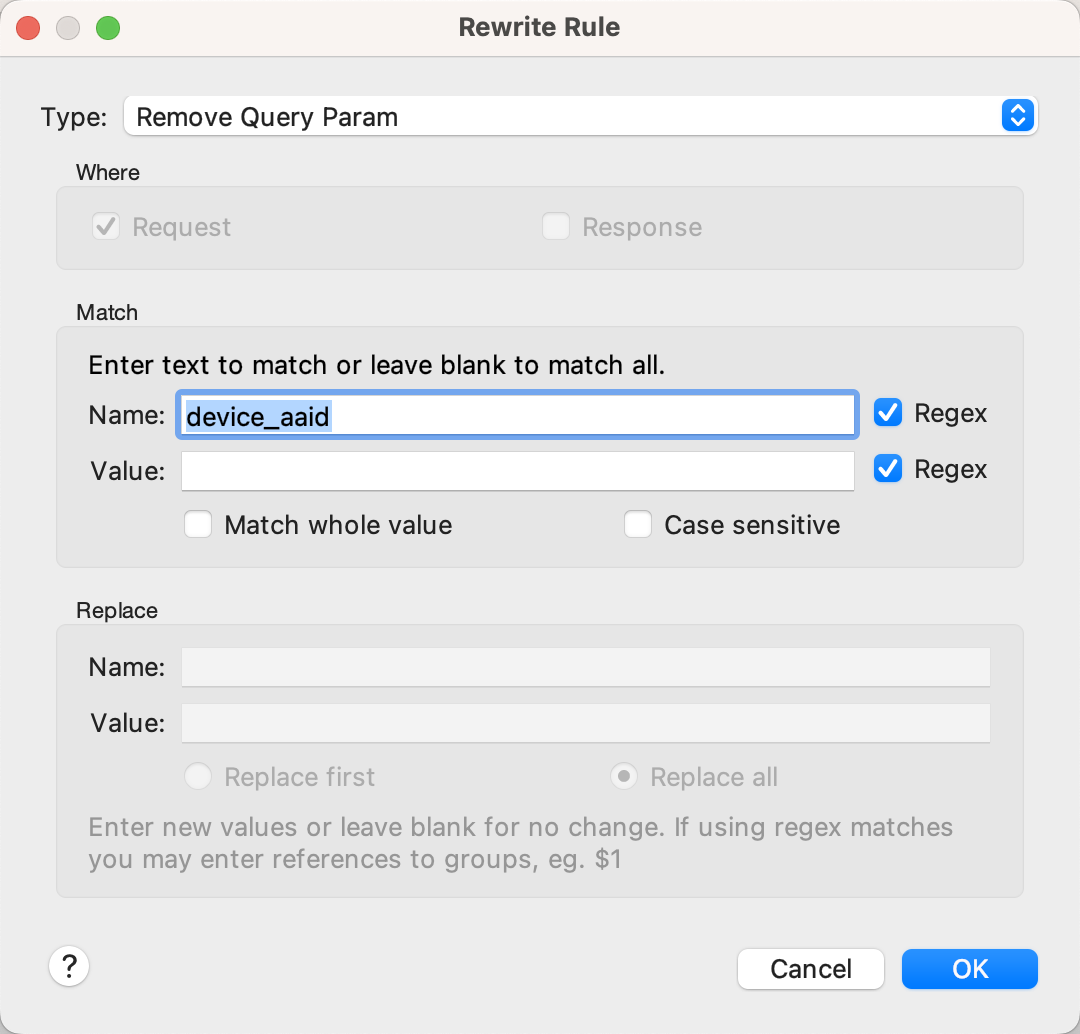 Rewrite Rule
Type: Remove Query Param
Where
Request Response
Match
Enter text to match or leave blank to match all.
Name: device_aaid Regex
Value: Regex
Match whole value Case sensitive
Replace
Name:
Value:
Replace first Replace all
Enter new values or leave blank for no change. If using regex matches
you may enter references to groups, eg. $1
? Cancel OK